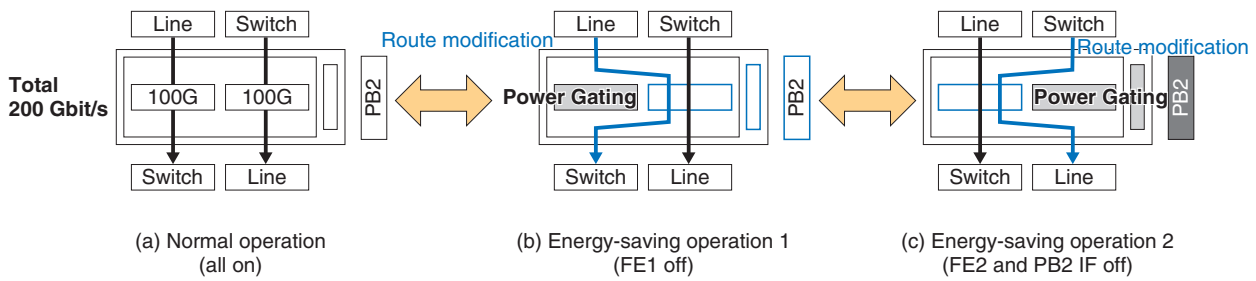 Line
Switch
Total
200 Gbit/s
100G
100G
PB2
Switch
Line
(a) Normal operation
(all on)
Line
Switch
Route modification
Power Gating
PB2
Switch
Line
(b) Energy-saving operation 1
(FE1 off)
Line
Switch
Route modification
Power Gating
PB2
Switch
Line
(c) Energy-saving operation 2
(FE2 and PB2 IF off)